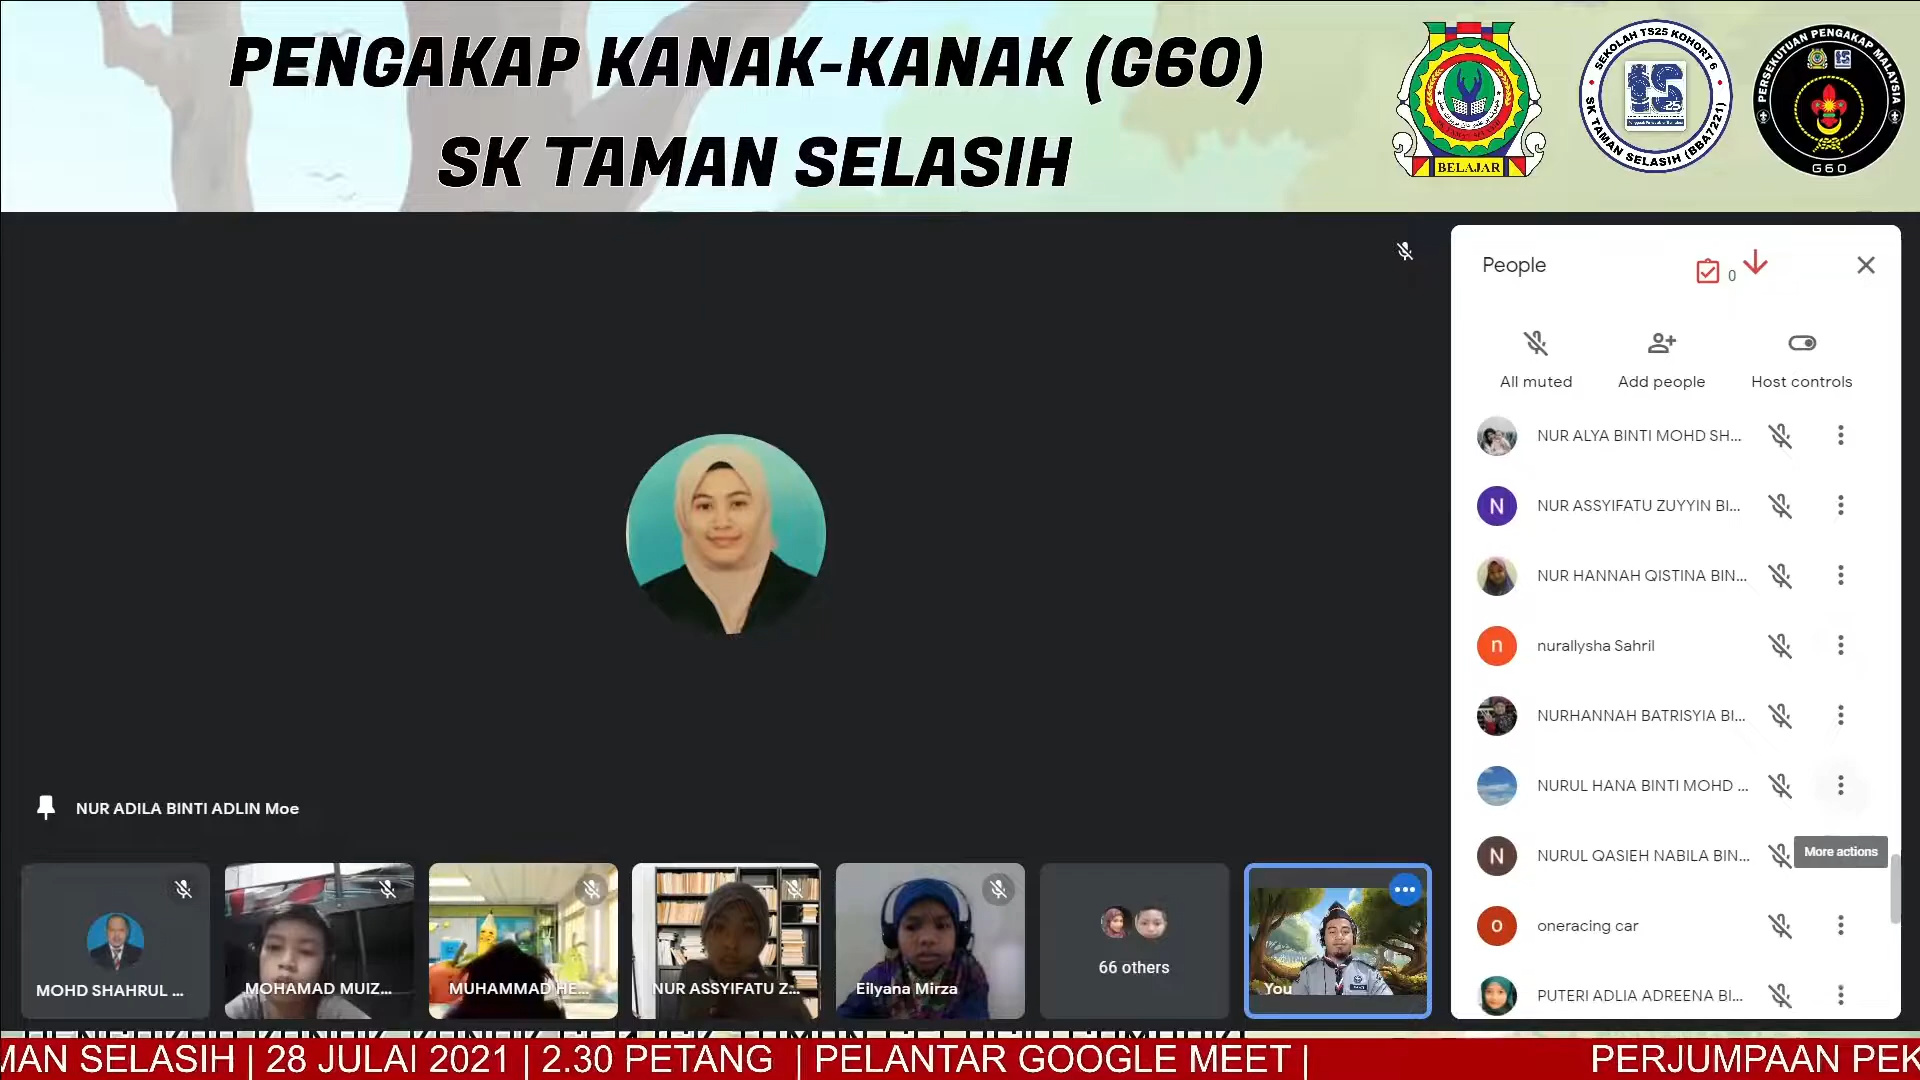 PENGAKAP KANAK-KANAK (G60)
SK TAMAN SELASIH
BELAJAR
SEKOLAH TS25 KOHORT 6
SK TAMAN SELASIH (BBA7221)
PERSEKUTUAN PENGAKAP MALAYSIA
G60
People
0
All muted
Add people
Host controls
NUR ALYA BINTI MOHD SH...
N
NUR ASSYIFATU ZUYYIN BI...
NUR HANNAH QISTINA BIN...
n
nurallysha Sahril
NURHANNAH BATRISYIA BI...
NURUL HANA BINTI MOHD ...
N
NURUL QASIEH NABILA BIN...
More actions
o
oneracing car
PUTERI ADLIA ADREENA BI...
NUR ADILA BINTI ADLIN Moe
MOHD SHAHRUL ...
MOHAMAD MUIZ...
MUHAMMAD HE...
NUR ASSYIFATU Z...
Eilyana Mirza
66 others
You
MAN SELASIH | 28 JULAI 2021 | 2.30 PETANG | PELANTAR GOOGLE MEET | PERJUMPAAN PEK